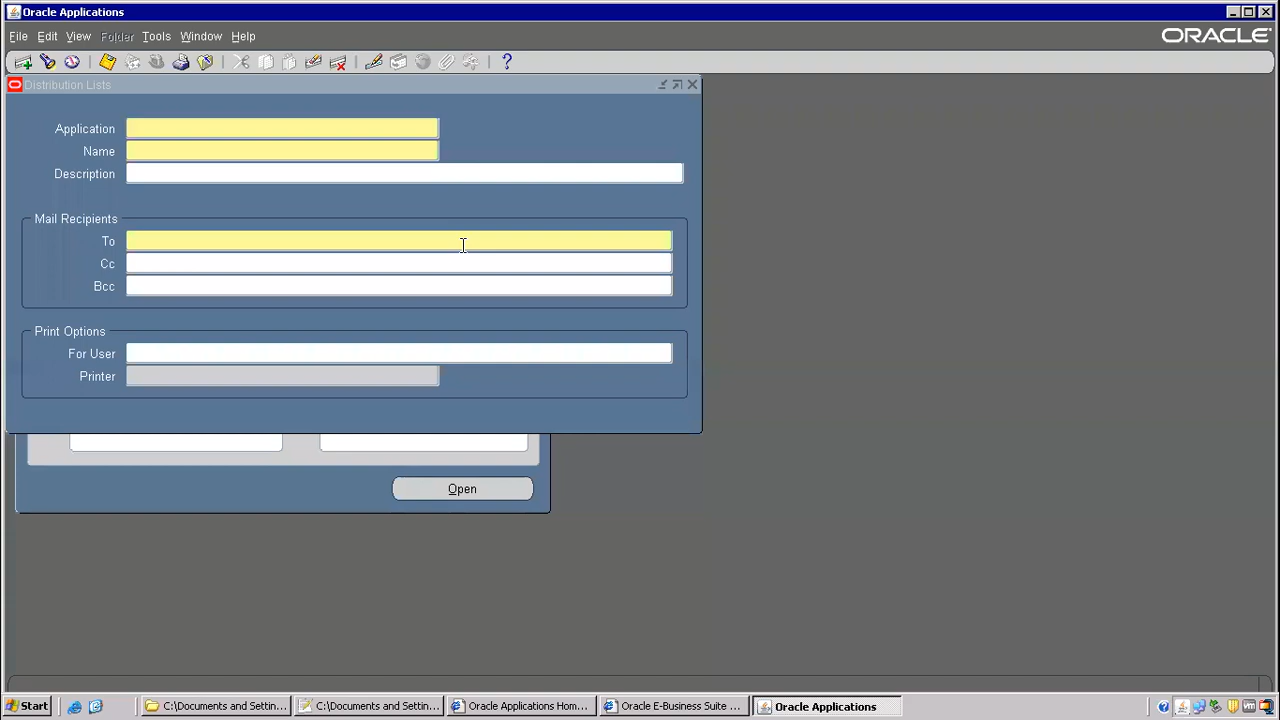 Oracle Applications
File Edit View Folder Tools Window Help
ORACLE
Distribution Lists
Application
Name
Description
Mail Recipients
To
Cc
Bcc
Print Options
For User
Printer
Open
Start C:\Documents and Settin... C:\Documents and Settin... Oracle Applications Hom... Oracle E-Business Suite ... Oracle Applications